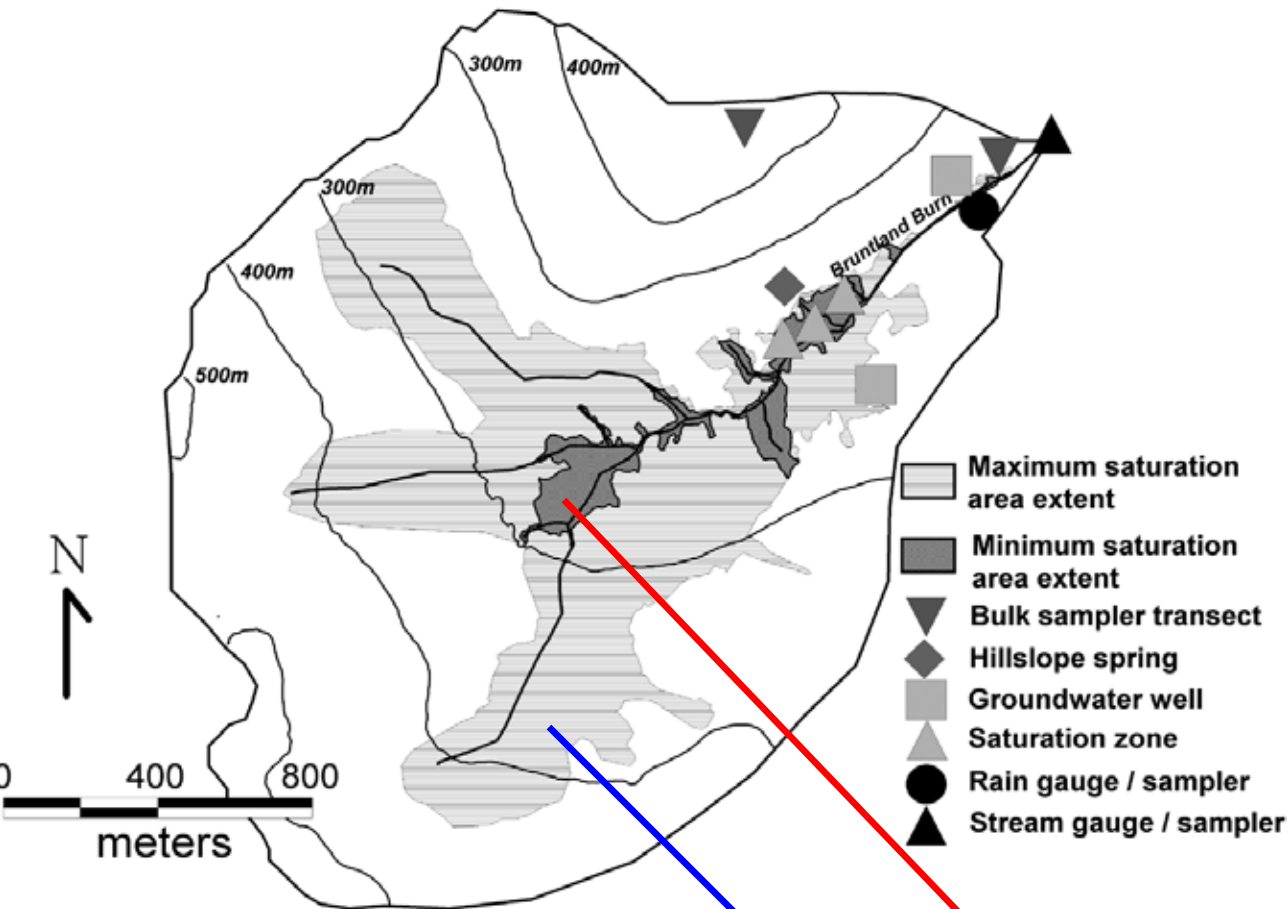 300m
400m
300m
400m
500m
Bruntland Burn
N
0 400 800
meters
Maximum saturation
area extent
Minimum saturation
area extent
Bulk sampler transect
Hillslope spring
Groundwater well
Saturation zone
Rain gauge / sampler
Stream gauge / sampler